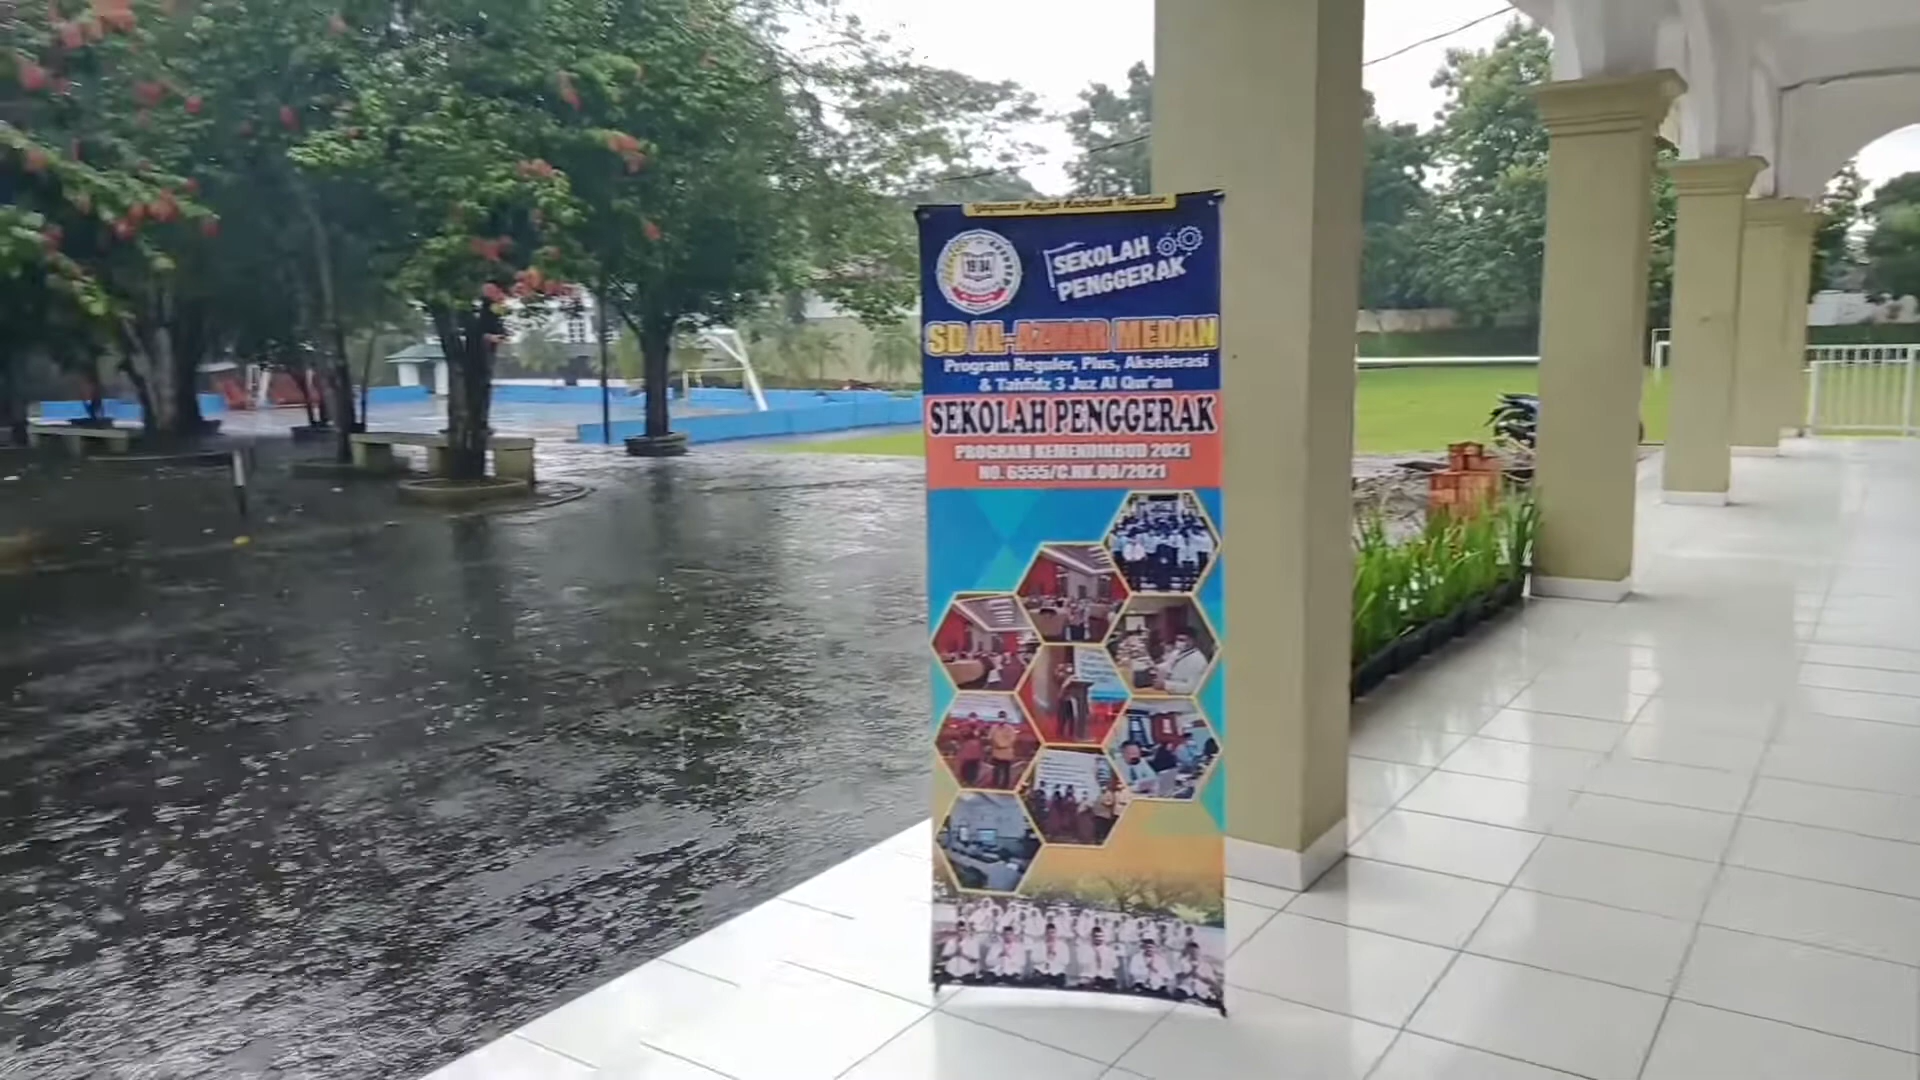 SEKOLAH
PENGGERAK
SD AL-AZHAR MEDAN
Program Reguler, Plus, Akselerasi
& Tahfidz 3 Juz Al Qur'an
SEKOLAH PENGGERAK
PROGRAM KEMENDIKBUD 2021
NO. 6555/C.HK.00/2021